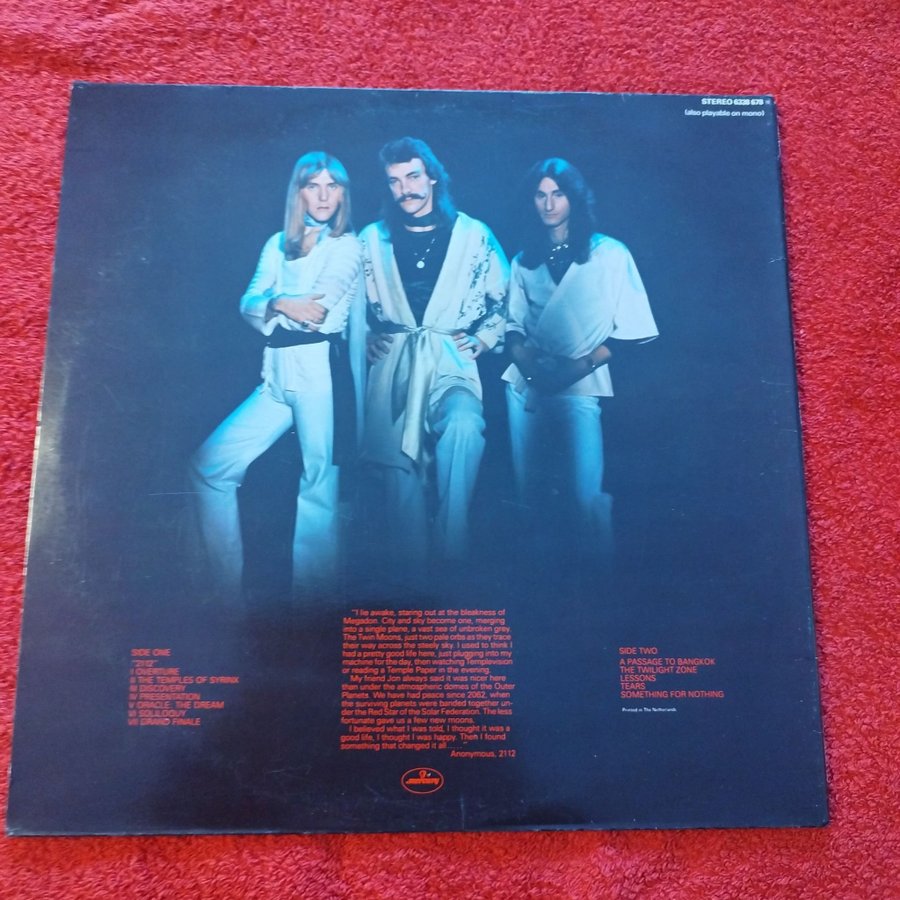 STEREO 6338 678
(also playable on mono)
"I lie awake, staring out at the bleakness of
Megadon. City and sky become one, merging
into a single plane, a vast sea of unbroken grey.
The Twin Moons, just two pale orbs as they trace
their way across the steely sky. I used to think I
had a pretty good life here, just plugging into my
machine for the day, then watching Templevision
or reading a Temple Paper in the evening.
My friend Jon always said it was nicer here
than under the atmospheric domes of the Outer
Planets. We have had peace since 2062, when
the surviving planets were banded together un-
der the Red Star of the Solar Federation. The less
fortunate gave us a few new moons.
I believed what I was told, I thought it was a
good life, I thought I was happy. Then I found
something that changed it all . . . . ."
Anonymous, 2112
SIDE ONE
"2112"
I OVERTURE
II THE TEMPLES OF SYRINX
III DISCOVERY
IV PRESENTATION
V ORACLE: THE DREAM
VI SOLILOQUY
VII GRAND FINALE
SIDE TWO
A PASSAGE TO BANGKOK
THE TWILIGHT ZONE
LESSONS
TEARS
SOMETHING FOR NOTHING
Printed in The Netherlands
mercury